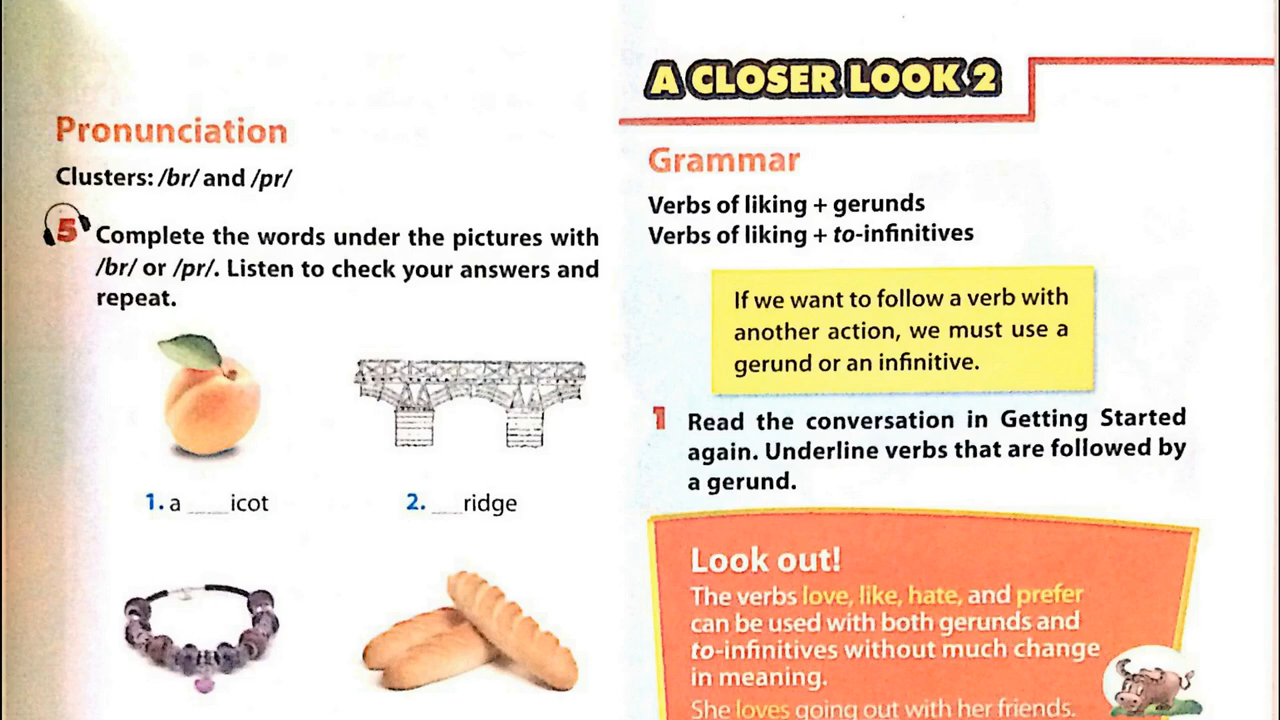 Pronunciation
Clusters: /br/ and /pr/
5 Complete the words under the pictures with
/br/ or /pr/. Listen to check your answers and
repeat.
1. a ____icot
2. ___ridge
A CLOSER LOOK 2
Grammar
Verbs of liking + gerunds
Verbs of liking + to-infinitives
If we want to follow a verb with
another action, we must use a
gerund or an infinitive.
1 Read the conversation in Getting Started
again. Underline verbs that are followed by
a gerund.
Look out!
The verbs love, like, hate, and prefer
can be used with both gerunds and
to-infinitives without much change
in meaning.
She loves going out with her friends.